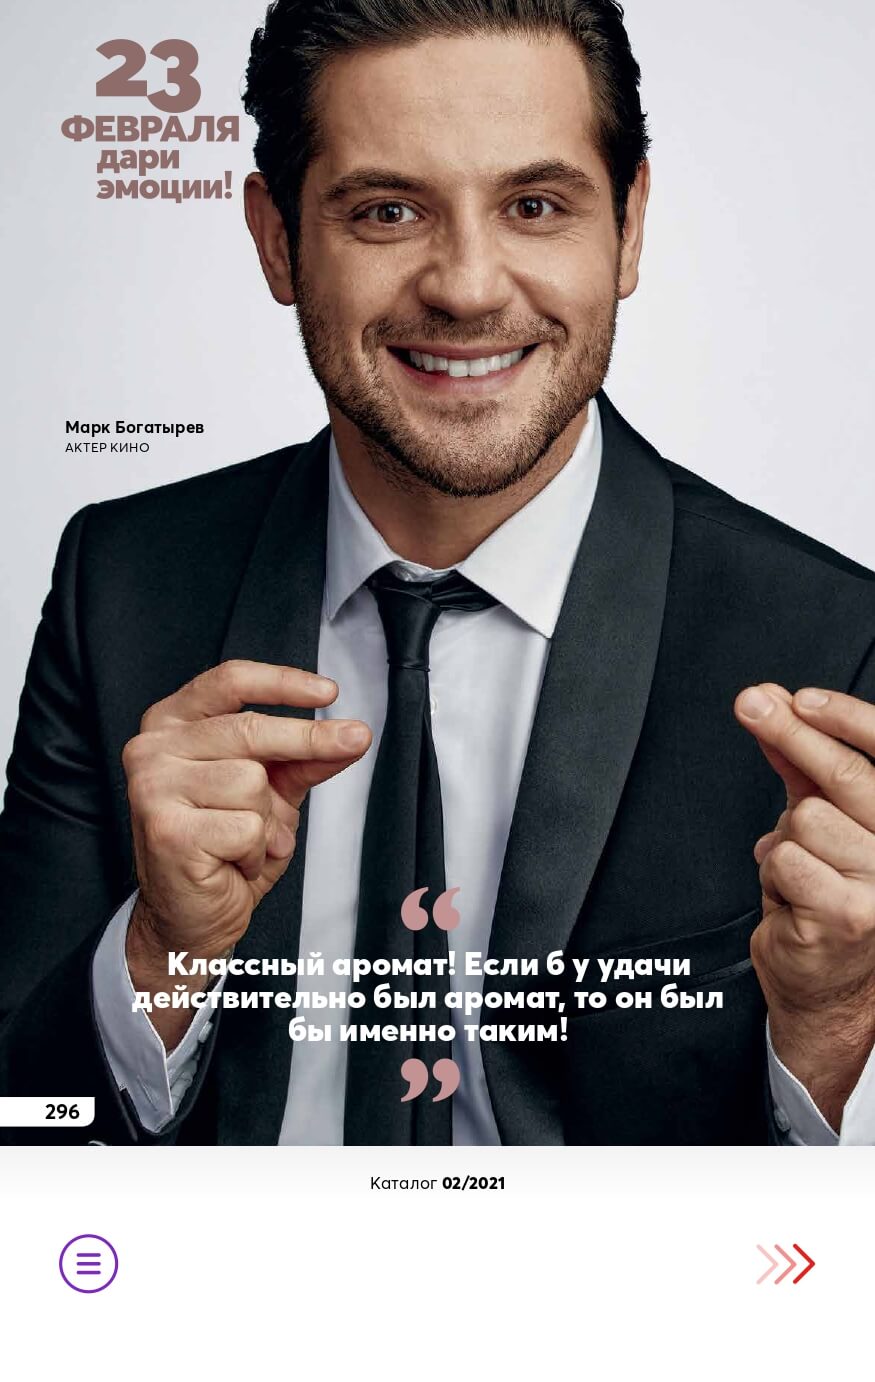 23
ФЕВРАЛЯ
дари
эмоции!
Марк Богатырев
АКТЕР КИНО
“
Классный аромат! Если б у удачи
действительно был аромат, то он был
бы именно таким!
”
296
Каталог 02/2021